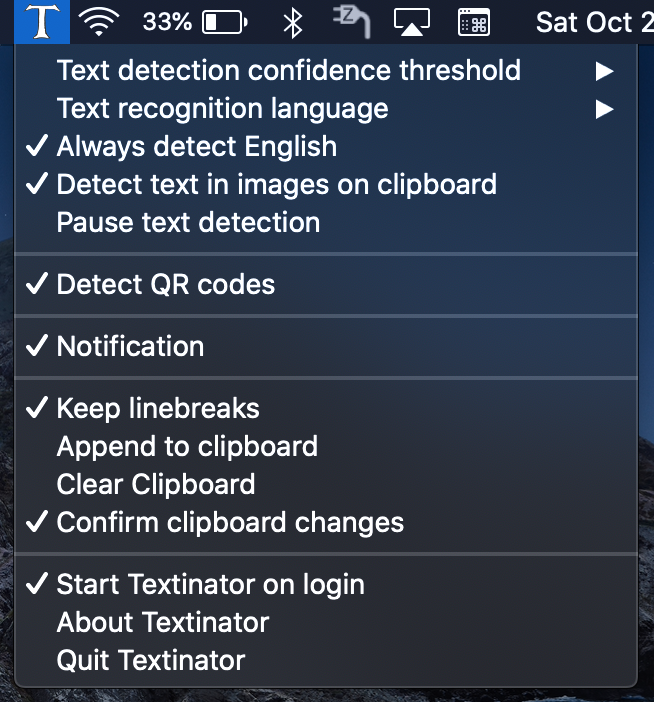 T 33% Z Sat Oct 2
Text detection confidence threshold
Text recognition language
Always detect English
Detect text in images on clipboard
Pause text detection
Detect QR codes
Notification
Keep linebreaks
Append to clipboard
Clear Clipboard
Confirm clipboard changes
Start Textinator on login
About Textinator
Quit Textinator